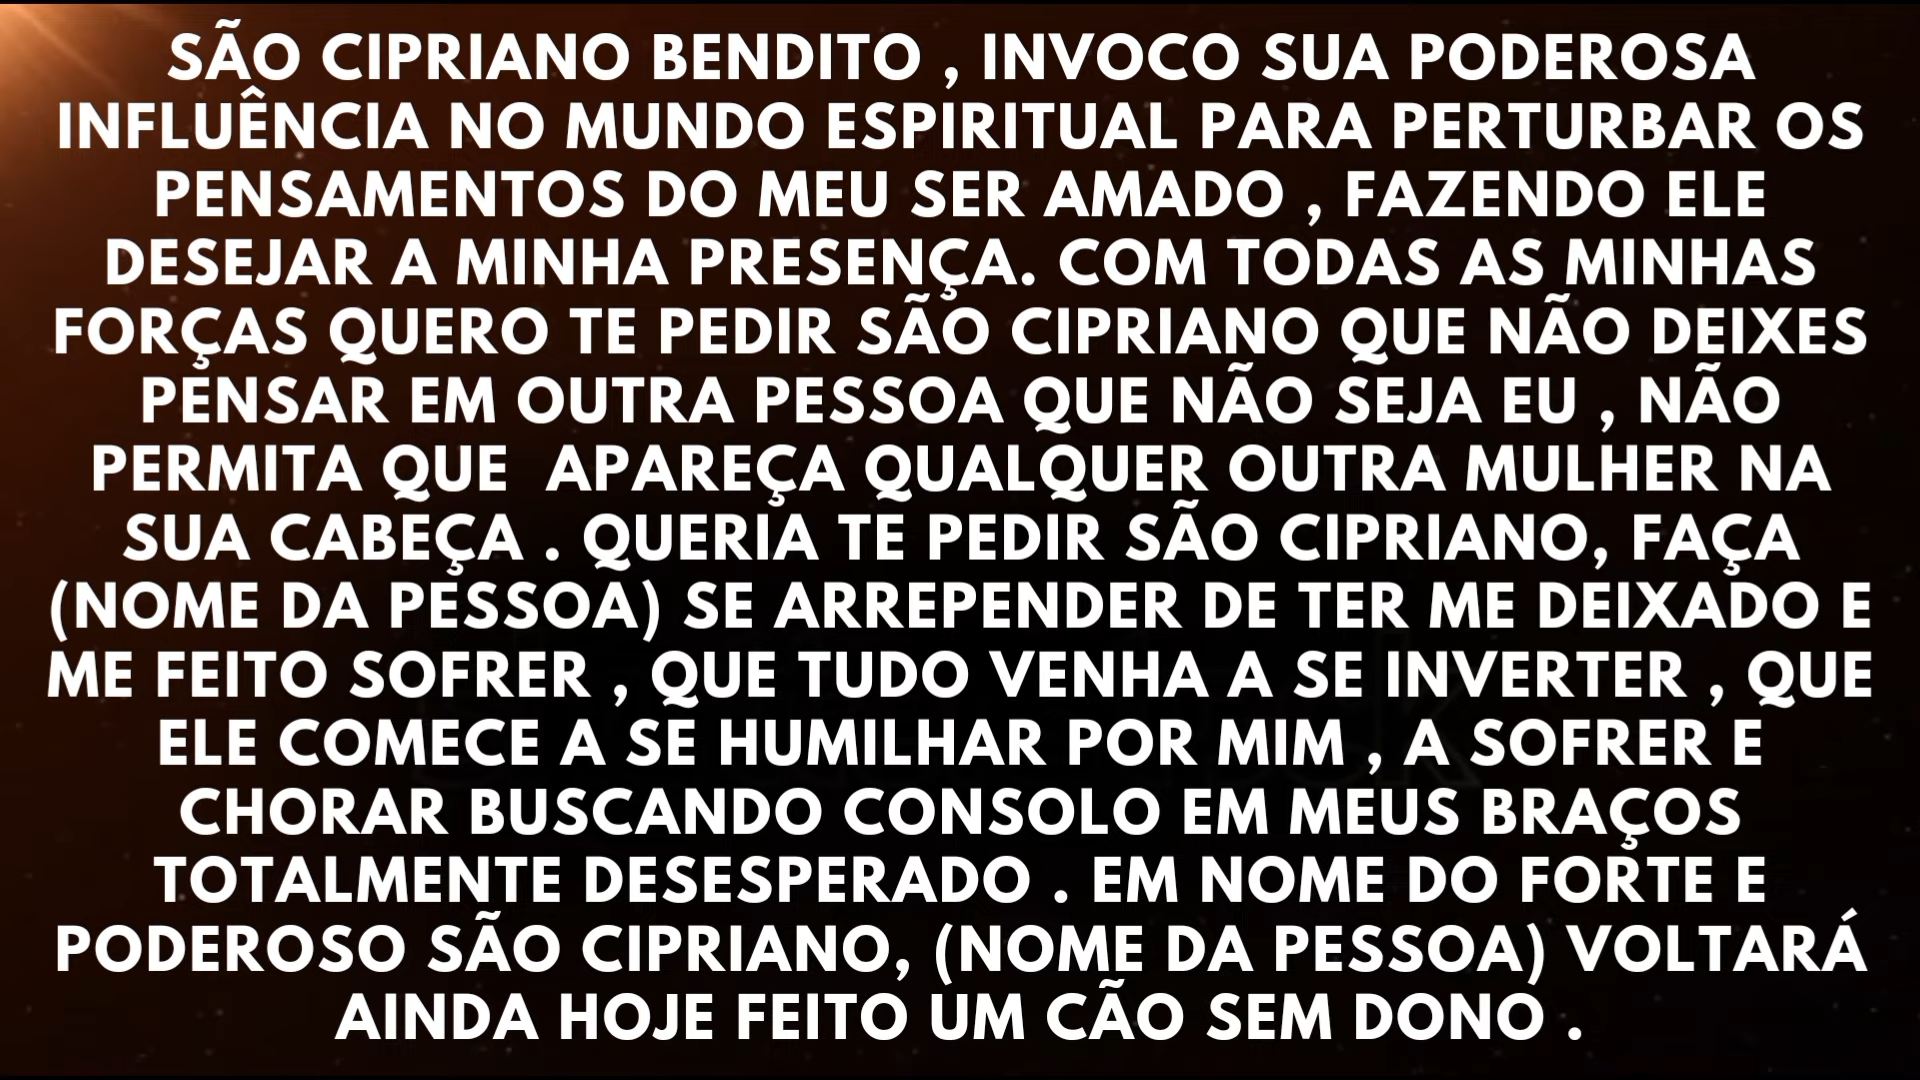 SÃO CIPRIANO BENDITO , INVOCO SUA PODEROSA
INFLUÊNCIA NO MUNDO ESPIRITUAL PARA PERTURBAR OS
PENSAMENTOS DO MEU SER AMADO , FAZENDO ELE
DESEJAR A MINHA PRESENÇA. COM TODAS AS MINHAS
FORÇAS QUERO TE PEDIR SÃO CIPRIANO QUE NÃO DEIXES
PENSAR EM OUTRA PESSOA QUE NÃO SEJA EU , NÃO
PERMITA QUE APAREÇA QUALQUER OUTRA MULHER NA
SUA CABEÇA . QUERIA TE PEDIR SÃO CIPRIANO, FAÇA
(NOME DA PESSOA) SE ARREPENDER DE TER ME DEIXADO E
ME FEITO SOFRER , QUE TUDO VENHA A SE INVERTER , QUE
ELE COMECE A SE HUMILHAR POR MIM , A SOFRER E
CHORAR BUSCANDO CONSOLO EM MEUS BRAÇOS
TOTALMENTE DESESPERADO . EM NOME DO FORTE E
PODEROSO SÃO CIPRIANO, (NOME DA PESSOA) VOLTARÁ
AINDA HOJE FEITO UM CÃO SEM DONO .